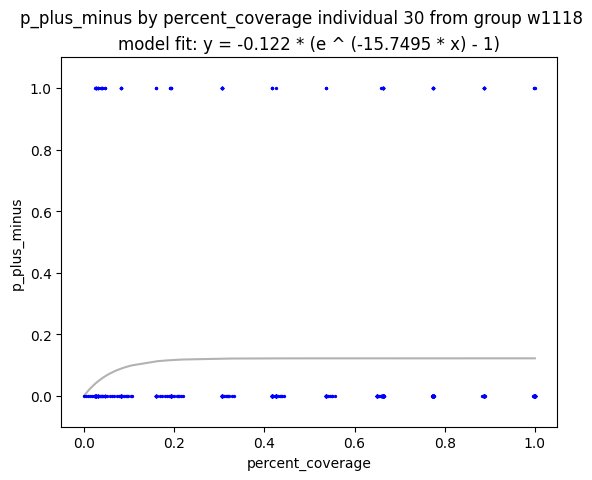 p_plus_minus by percent_coverage individual 30 from group w1118
model fit: y = -0.122 * (e ^ (-15.7495 * x) - 1)
1.0
0.8
0.6
0.4
0.2
0.0
p_plus_minus
0.0 0.2 0.4 0.6 0.8 1.0
percent_coverage